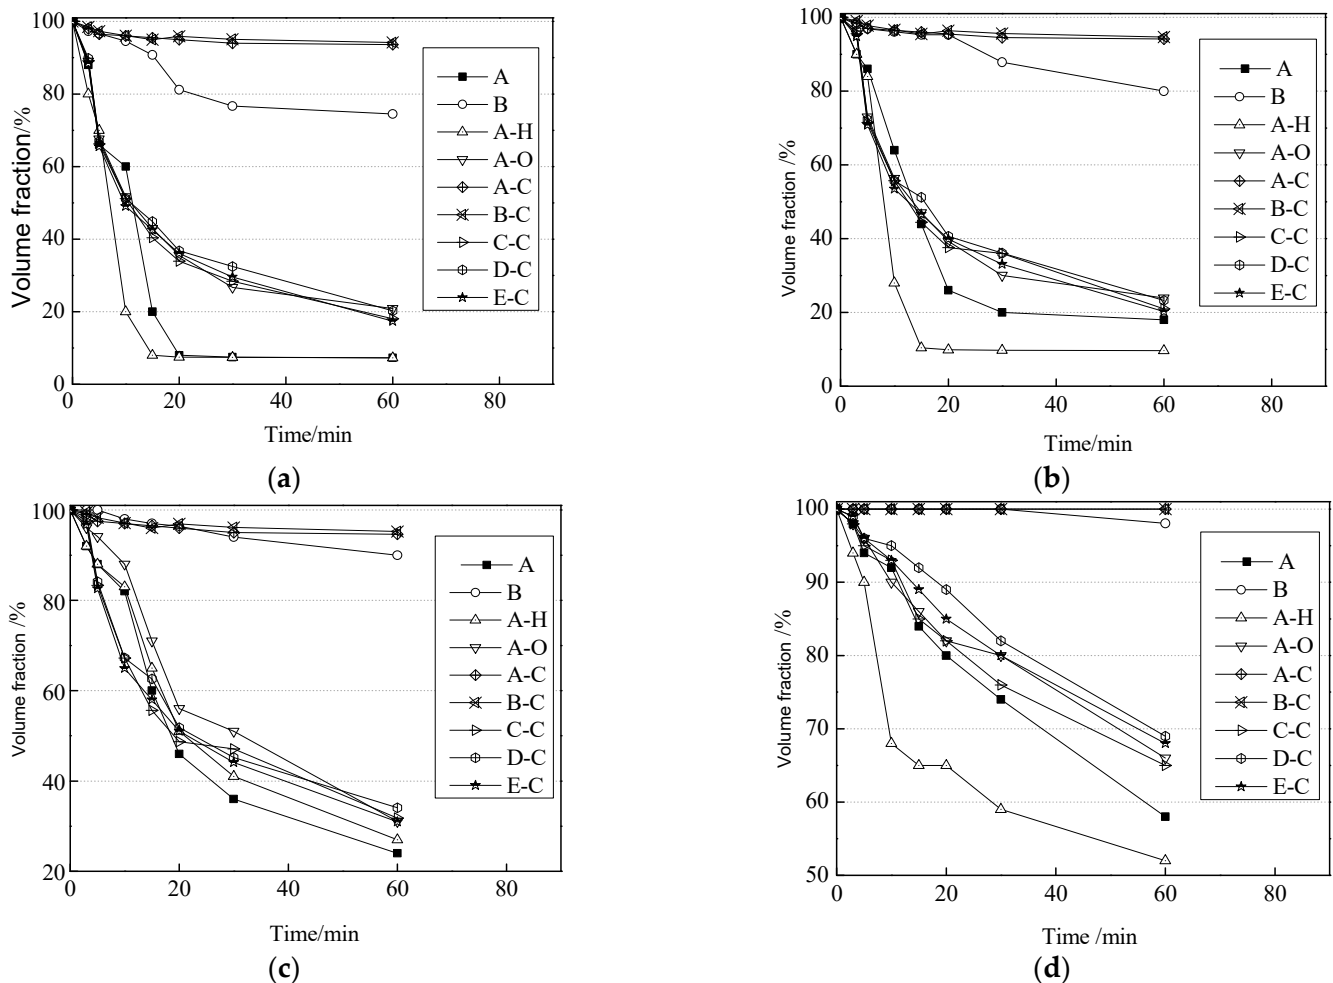 100
80
60
40
20
0
Volume fraction/%
A
B
A-H
A-O
A-C
B-C
C-C
D-C
E-C
0 20 40 60 80
Time/min
(a)
100
80
60
40
20
0
Volume fraction /%
A
B
A-H
A-O
A-C
B-C
C-C
D-C
E-C
0 20 40 60 80
Time/min
(b)
100
80
60
40
20
Volume fraction /%
A
B
A-H
A-O
A-C
B-C
C-C
D-C
E-C
0 20 40 60 80
Time/min
(c)
100
90
80
70
60
50
Volume fraction /%
A
B
A-H
A-O
A-C
B-C
C-C
D-C
E-C
0 20 40 60 80
Time /min
(d)